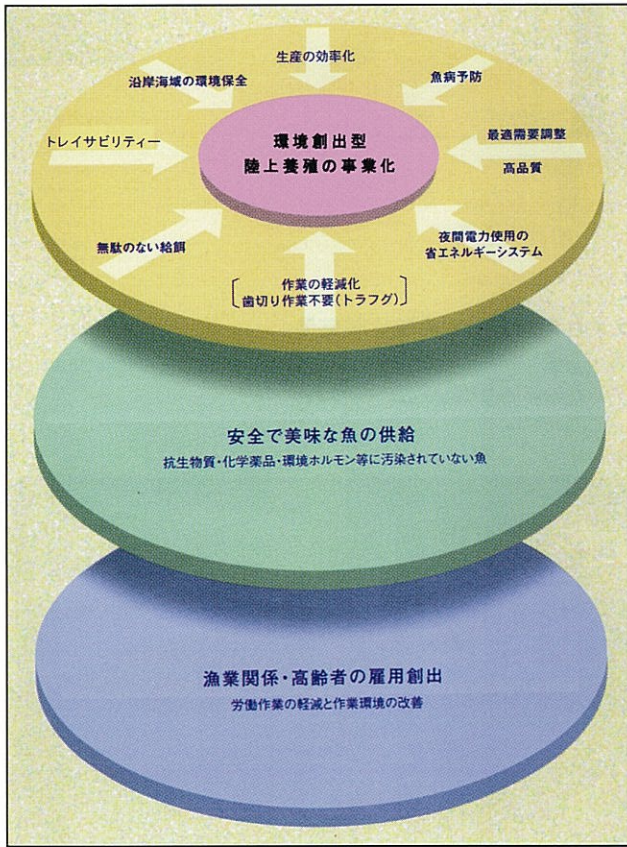 生産の効率化
沿岸海域の環境保全
魚病予防
トレイサビリティー
環境創出型
陸上養殖の事業化
最適需要調整
高品質
無駄のない給餌
夜間電力使用の
省エネルギーシステム
作業の軽減化
歯切り作業不要(トラフグ)
安全で美味な魚の供給
抗生物質・化学薬品・環境ホルモン等に汚染されていない魚
漁業関係・高齢者の雇用創出
労働作業の軽減と作業環境の改善